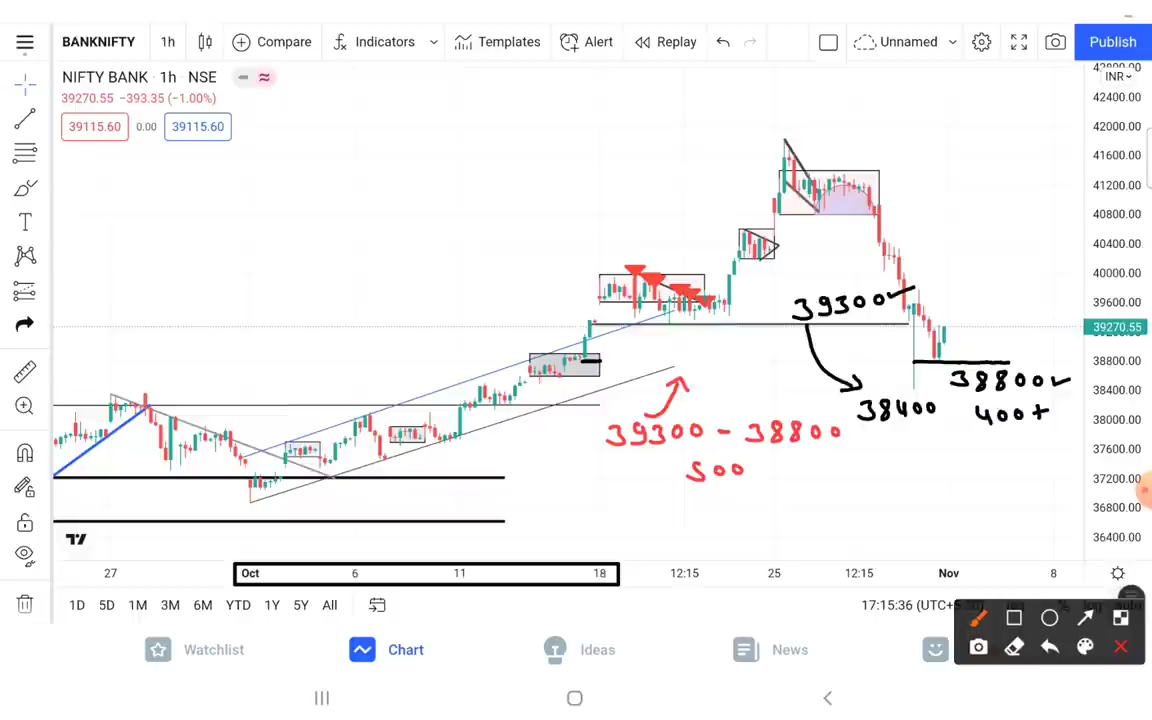 BANKNIFTY 1h Compare Indicators Templates Alert Replay Unnamed Publish
NIFTY BANK · 1h · NSE
39270.55 −393.35 (−1.00%)
39115.60 0.00 39115.60
INR
42400.00
42000.00
41600.00
41200.00
40800.00
40400.00
40000.00
39600.00
39270.55
38800.00
38400.00
38000.00
37600.00
37200.00
36800.00
36400.00
39300
38800
38400
400+
39300 - 38800
500
27 Oct 6 11 18 12:15 25 12:15 Nov 8
1D 5D 1M 3M 6M YTD 1Y 5Y All
17:15:36
Watchlist Chart Ideas News